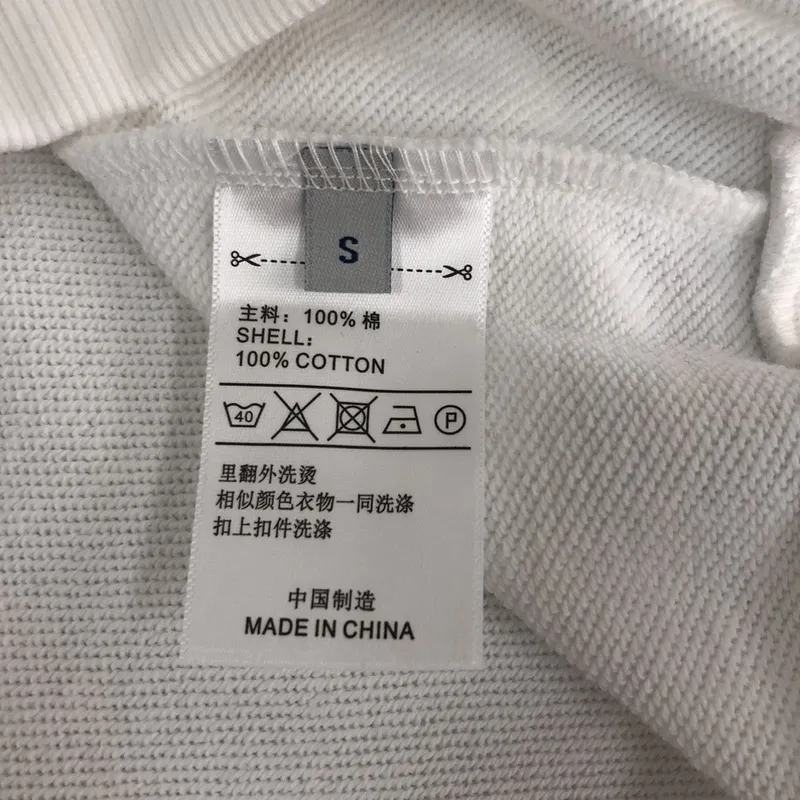 S
主料：100% 棉
SHELL:
100% COTTON
40 P
里翻外洗烫
相似颜色衣物一同洗涤
扣上扣件洗涤
中国制造
MADE IN CHINA